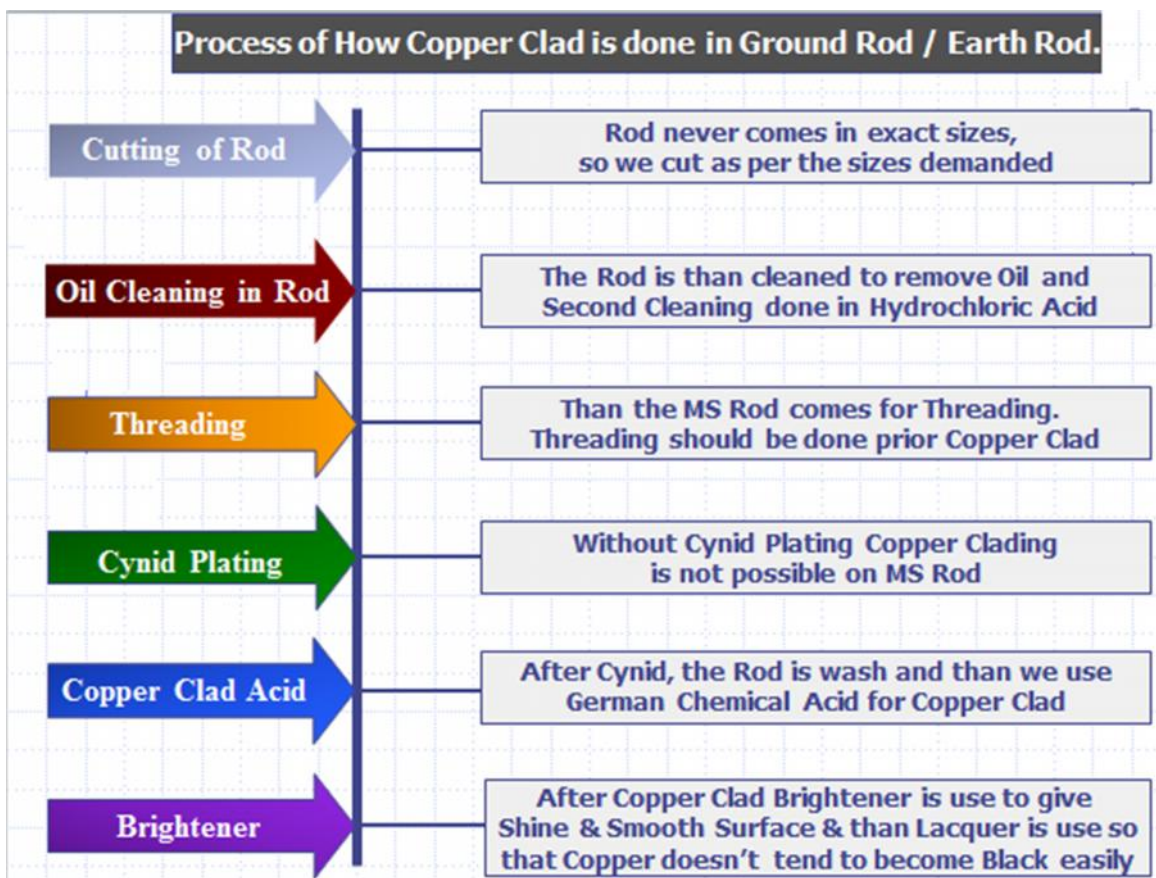 Process of How Copper Clad is done in Ground Rod / Earth Rod.
Cutting of Rod
Rod never comes in exact sizes,
so we cut as per the sizes demanded
Oil Cleaning in Rod
The Rod is than cleaned to remove Oil and
Second Cleaning done in Hydrochloric Acid
Threading
Than the MS Rod comes for Threading.
Threading should be done prior Copper Clad
Cynid Plating
Without Cynid Plating Copper Clading
is not possible on MS Rod
Copper Clad Acid
After Cynid, the Rod is wash and than we use
German Chemical Acid for Copper Clad
Brightener
After Copper Clad Brightener is use to give
Shine & Smooth Surface & than Lacquer is use so
that Copper doesn't tend to become Black easily